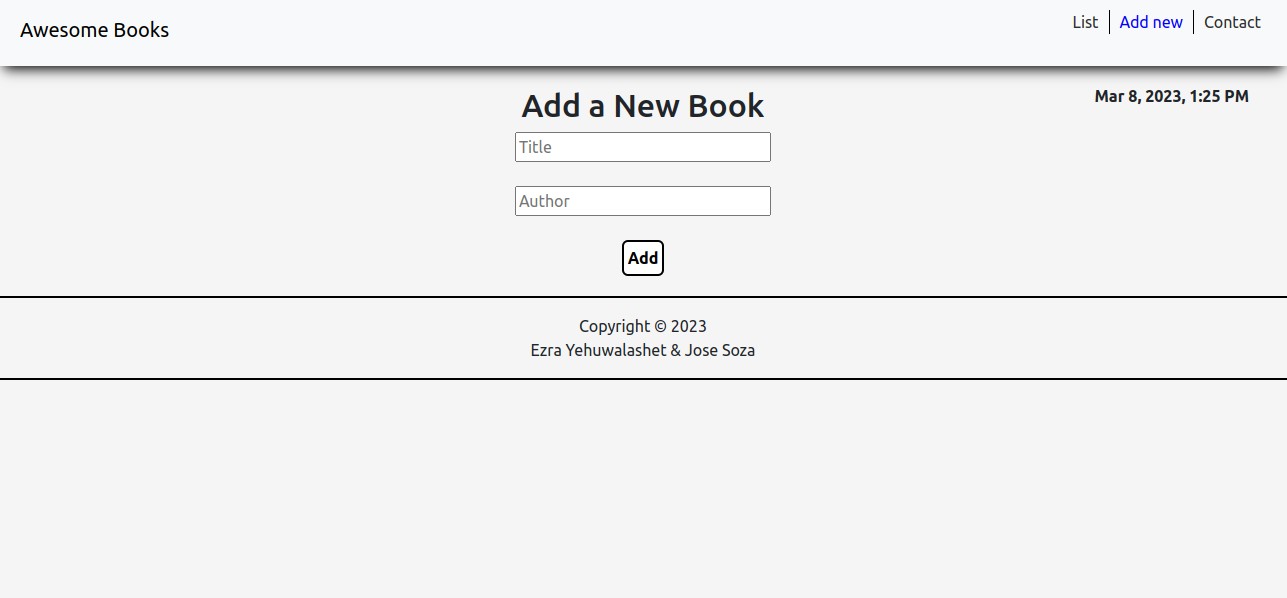 Awesome Books
List
Add new
Contact
Mar 8, 2023, 1:25 PM
Add a New Book
Title
Author
Add
Copyright © 2023
Ezra Yehuwalashet & Jose Soza